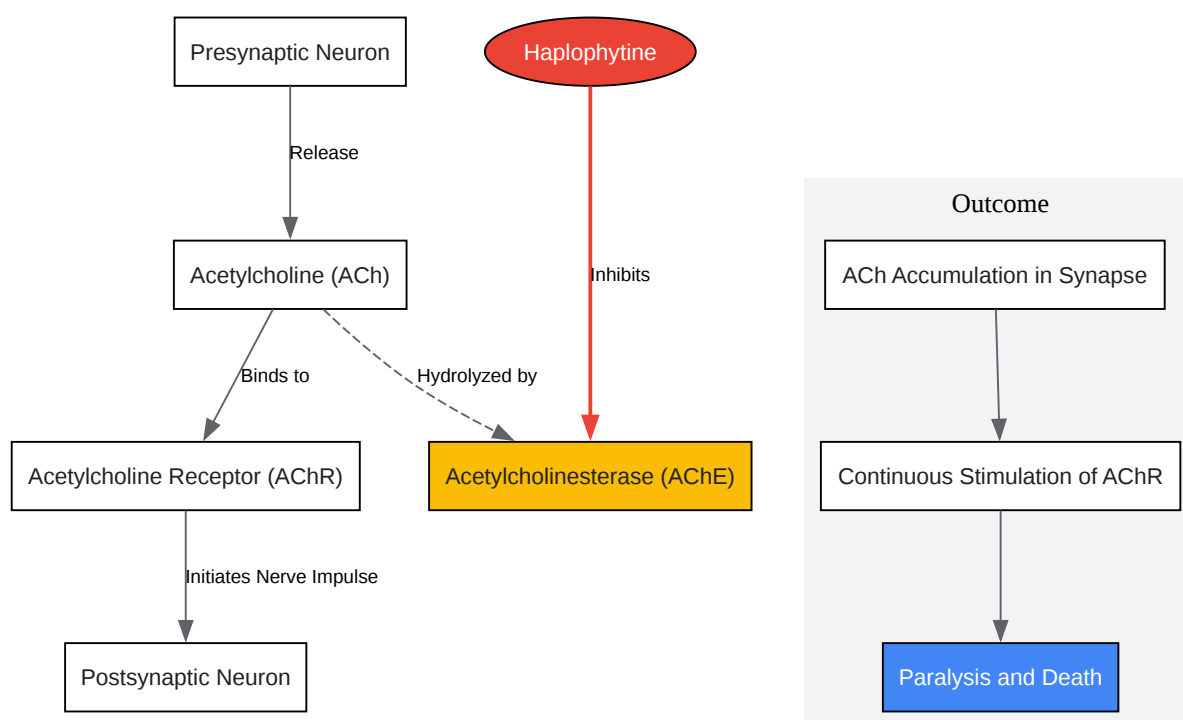 Presynaptic Neuron
Haplophytine
Release
Outcome
Acetylcholine (ACh)
Inhibits
ACh Accumulation in Synapse
Binds to
Hydrolyzed by
Acetylcholine Receptor (AChR)
Acetylcholinesterase (AChE)
Continuous Stimulation of AChR
Initiates Nerve Impulse
Postsynaptic Neuron
Paralysis and Death